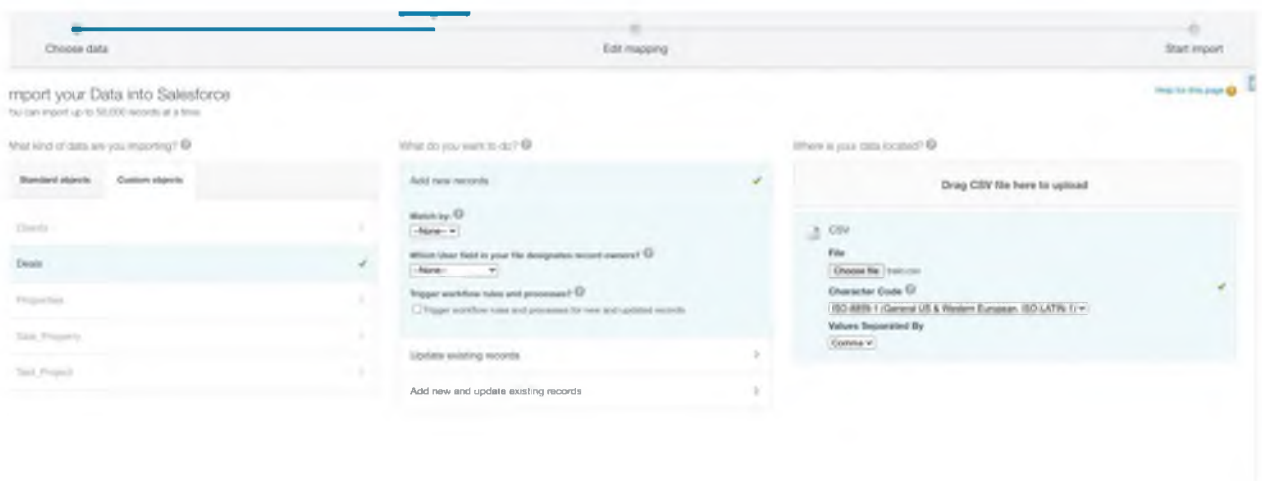 Choose data
Edit mapping
Start import
mport your Data into Salesforce
Help for this page
You can import up to 50,000 records at a time.
What kind of data are you importing?
What do you want to do?
Where is your data located?
Standard objects
Custom objects
Add new records
Drag CSV file here to upload
Match by:
--None--
Clients
CSV
Deals
Which User field in your file designates record owners?
--None--
File
Choose file
Properties
Trigger workflow rules and processes?
Trigger workflow rules and processes for new and updated records
Character Code
ISO-8859-1 (General US & Western European, ISO-LATIN-1)
Values Separated By
Comma
Task_Property
Update existing records
Add new and update existing records